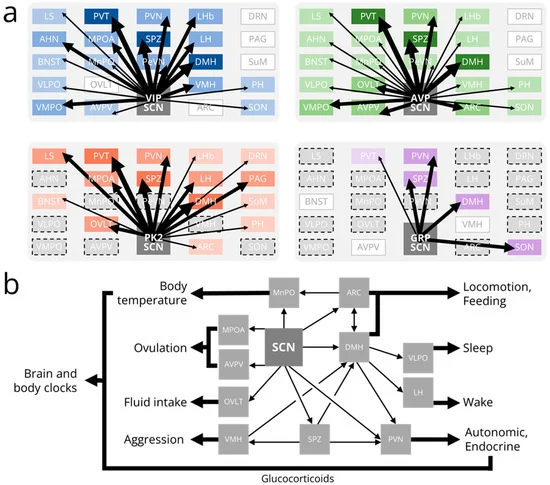 a
LS PVT PVN LHb DRN
AHN MPOA SPZ LH PAG
BNST MnPO PeVN DMH SuM
VLPO OVLT VIP VMH PH
VMPO AVPV SCN ARC SON
LS PVT PVN LHb DRN
AHN MPOA SPZ LH PAG
BNST MnPO PeVN DMH SuM
VLPO OVLT AVP VMH PH
VMPO AVPV SCN ARC SON
LS PVT PVN LHb DRN
AHN MPOA SPZ LH PAG
BNST MnPO PeVN DMH SuM
VLPO OVLT PK2 VMH PH
VMPO AVPV SCN ARC SON
LS PVT PVN LHb DRN
AHN MPOA SPZ LH PAG
BNST MnPO PeVN DMH SuM
VLPO OVLT GRP VMH PH
VMPO AVPV SCN ARC SON
b
Body
temperature
MnPO ARC
Locomotion,
Feeding
MPOA
Ovulation
SCN DMH
Sleep
VLPO
AVPV
Brain and
body clocks
Fluid intake
OVLT
LH
Wake
Aggression
VMH SPZ PVN
Autonomic,
Endocrine
Glucocorticoids